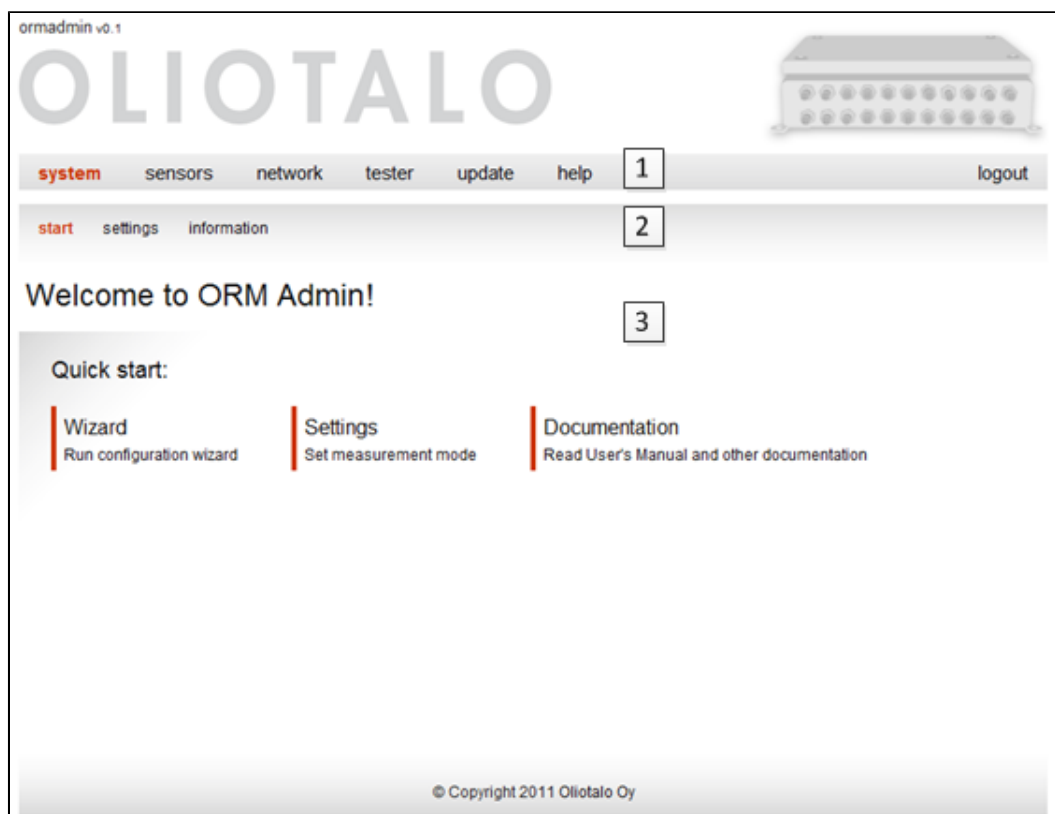 ormadmin v0.1
OLIOTALO
system sensors network tester update help 1 logout
start settings information 2
Welcome to ORM Admin!
3
Quick start:
Wizard Settings Documentation
Run configuration wizard Set measurement mode Read User's Manual and other documentation
© Copyright 2011 Oliotalo Oy